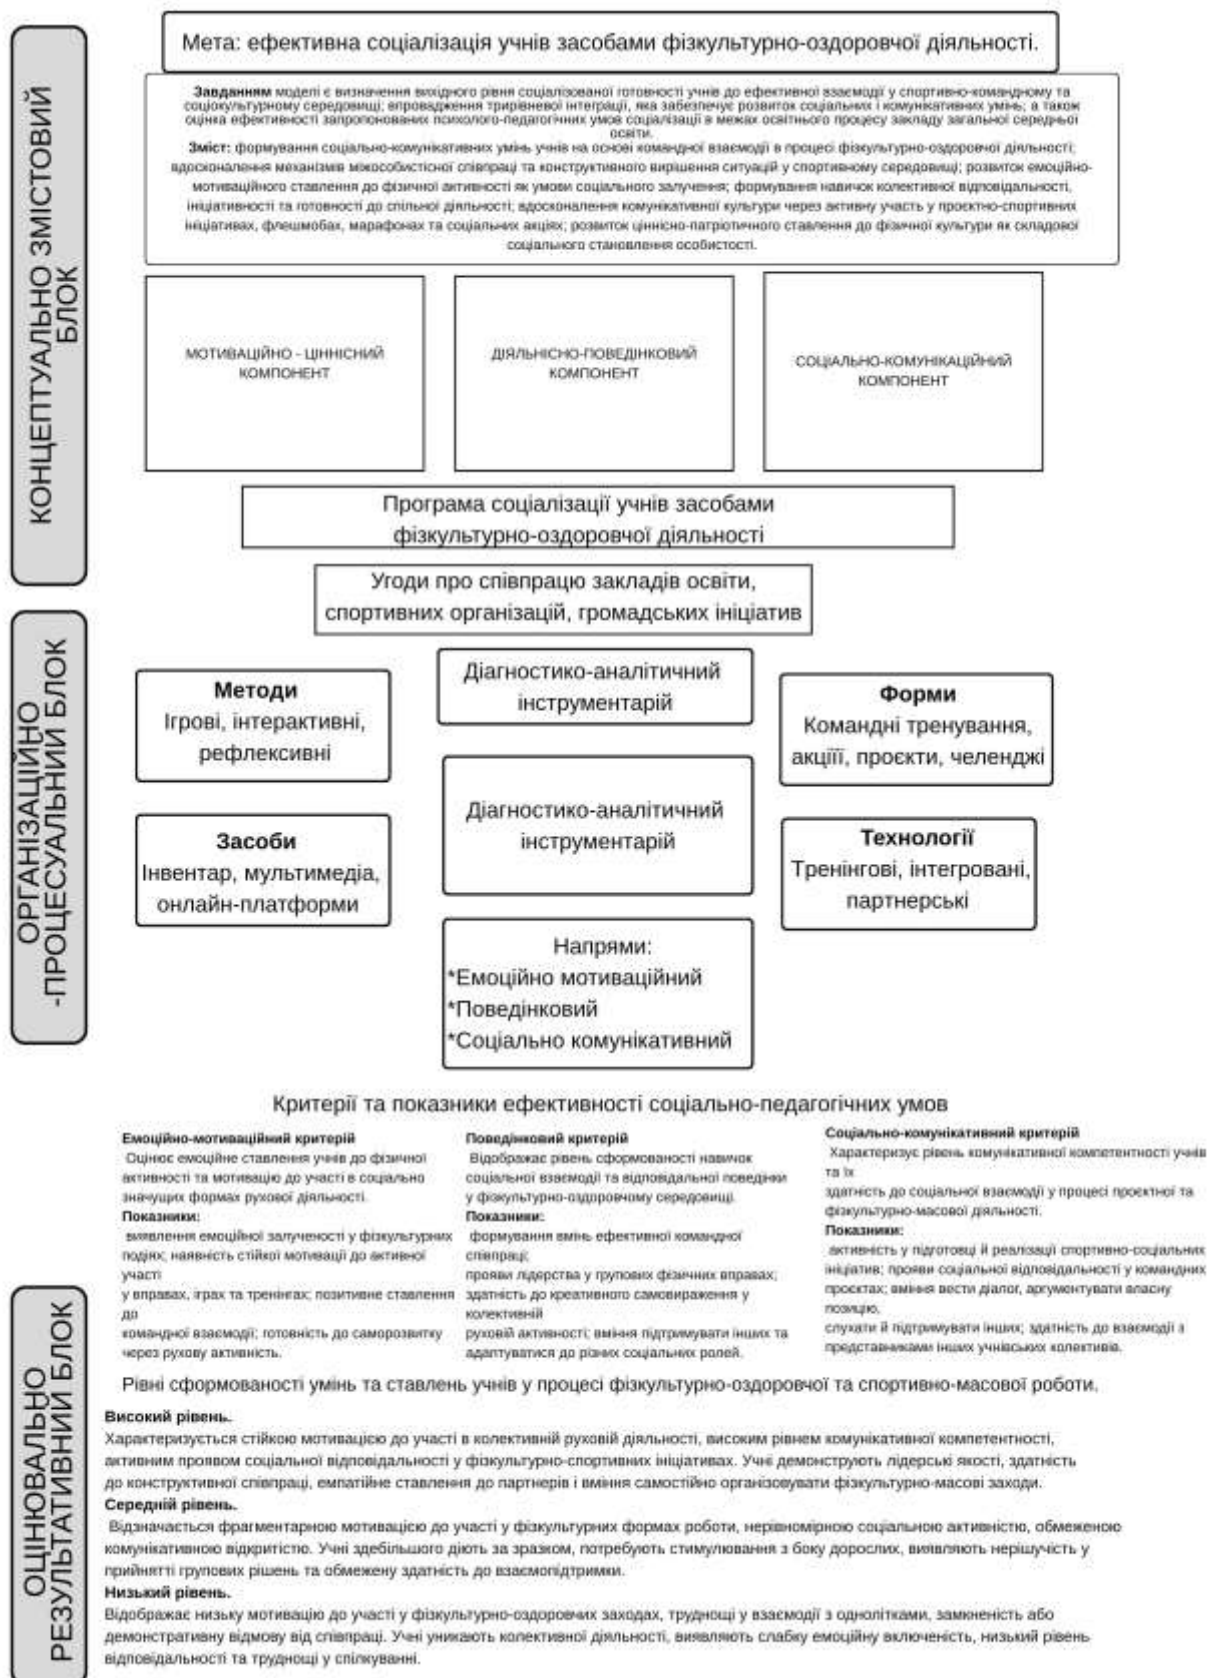 КОНЦЕПТУАЛЬНО ЗМІСТОВИЙ
БЛОК
Мета: ефективна соціалізація учнів засобами фізкультурно-оздоровчої діяльності.
Завданням моделі є визначення вихідного рівня соціалізованої готовності учнів до ефективної взаємодії у спортивно-командному та
соціокультурному середовищі; впровадження трирівневої інтеграції, яка забезпечує розвиток соціальних і комунікативних умінь; а також
оцінка ефективності запропонованих психолого-педагогічних умов соціалізації в межах освітнього процесу закладу загальної середньої
освіти.
Зміст: формування соціально-комунікативних умінь учнів на основі командної взаємодії в процесі фізкультурно-оздоровчої діяльності;
вдосконалення механізмів міжособистісної співпраці та конструктивного вирішення ситуацій у спортивному середовищі; розвиток емоційно-
мотиваційного ставлення до фізичної активності як умови соціального залучення; формування навичок колективної відповідальності,
ініціативності та готовності до спільної діяльності; вдосконалення комунікативної культури через активну участь у проєктно-спортивних
ініціативах, флешмобах, марафонах та соціальних акціях; розвиток ціннісно-патріотичного ставлення до фізичної культури як складової
соціального становлення особистості.
МОТИВАЦІЙНО - ЦІННІСНИЙ
КОМПОНЕНТ
ДІЯЛЬНІСНО-ПОВЕДІНКОВИЙ
КОМПОНЕНТ
СОЦІАЛЬНО-КОМУНІКАЦІЙНИЙ
КОМПОНЕНТ
Програма соціалізації учнів засобами
фізкультурно-оздоровчої діяльності
Угоди про співпрацю закладів освіти,
спортивних організацій, громадських ініціатив
ОРГАНІЗАЦІЙНО
-ПРОЦЕСУАЛЬНИЙ БЛОК
Методи
Ігрові, інтерактивні,
рефлексивні
Діагностико-аналітичний
інструментарій
Форми
Командні тренування,
акціїї, проєкти, челенджі
Засоби
Інвентар, мультимедіа,
онлайн-платформи
Діагностико-аналітичний
інструментарій
Технології
Тренінгові, інтегровані,
партнерські
Напрями:
*Емоційно мотиваційний
*Поведінковий
*Соціально комунікативний
Критерії та показники ефективності соціально-педагогічних умов
Емоційно-мотиваційний критерій
Оцінює емоційне ставлення учнів до фізичної
активності та мотивацію до участі в соціально
значущих формах рухової діяльності.
Показники:
виявлення емоційної залученості у фізкультурних
подіях; наявність стійкої мотивації до активної
участі
у вправах, іграх та тренінгах; позитивне ставлення
до
командної взаємодії; готовність до саморозвитку
через рухову активність.
Поведінковий критерій
Відображає рівень сформованості навичок
соціальної взаємодії та відповідальної поведінки
у фізкультурно-оздоровчому середовищі.
Показники:
формування вмінь ефективної командної
співпраці;
прояви лідерства у групових фізичних вправах;
здатність до креативного самовираження у
колективній
руховій активності; вміння підтримувати інших та
адаптуватися до різних соціальних ролей.
Соціально-комунікативний критерій
Характеризує рівень комунікативної компетентності учнів
та їх
здатність до соціальної взаємодії у процесі проєктної та
фізкультурно-масової діяльності.
Показники:
активність у підготовці й реалізації спортивно-соціальних
ініціатив; прояви соціальної відповідальності у командних
проєктах; вміння вести діалог, аргументувати власну
позицію,
слухати й підтримувати інших; здатність до взаємодії з
представниками інших учнівських колективів.
ОЦІНЮВАЛЬНО
РЕЗУЛЬТАТИВНИЙ БЛОК
Рівні сформованості умінь та ставлень учнів у процесі фізкультурно-оздоровчої та спортивно-масової роботи.
Високий рівень.
Характеризується стійкою мотивацією до участі в колективній руховій діяльності, високим рівнем комунікативної компетентності,
активним проявом соціальної відповідальності у фізкультурно-спортивних ініціативах. Учні демонструють лідерські якості, здатність
до конструктивної співпраці, емпатійне ставлення до партнерів і вміння самостійно організовувати фізкультурно-масові заходи.
Середній рівень.
Відзначається фрагментарною мотивацією до участі у фізкультурних формах роботи, нерівномірною соціальною активністю, обмеженою
комунікативною відкритістю. Учні здебільшого діють за зразком, потребують стимулювання з боку дорослих, виявляють нерішучість у
прийнятті групових рішень та обмежену здатність до взаємопідтримки.
Низький рівень.
Відображає низьку мотивацію до участі у фізкультурно-оздоровчих заходах, труднощі у взаємодії з однолітками, замкненість або
демонстративну відмову від співпраці. Учні уникають колективної діяльності, виявляють слабку емоційну включеність, низький рівень
відповідальності та труднощі у спілкуванні.